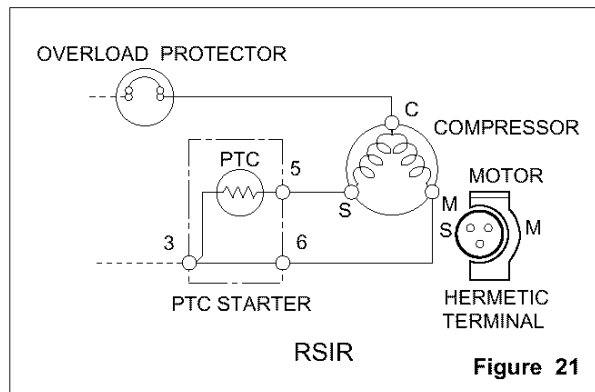 OVERLOAD PROTECTOR
C
COMPRESSOR
PTC
5
MOTOR
S
M
S
M
3
6
PTC STARTER
HERMETIC
TERMINAL
RSIR
Figure 21